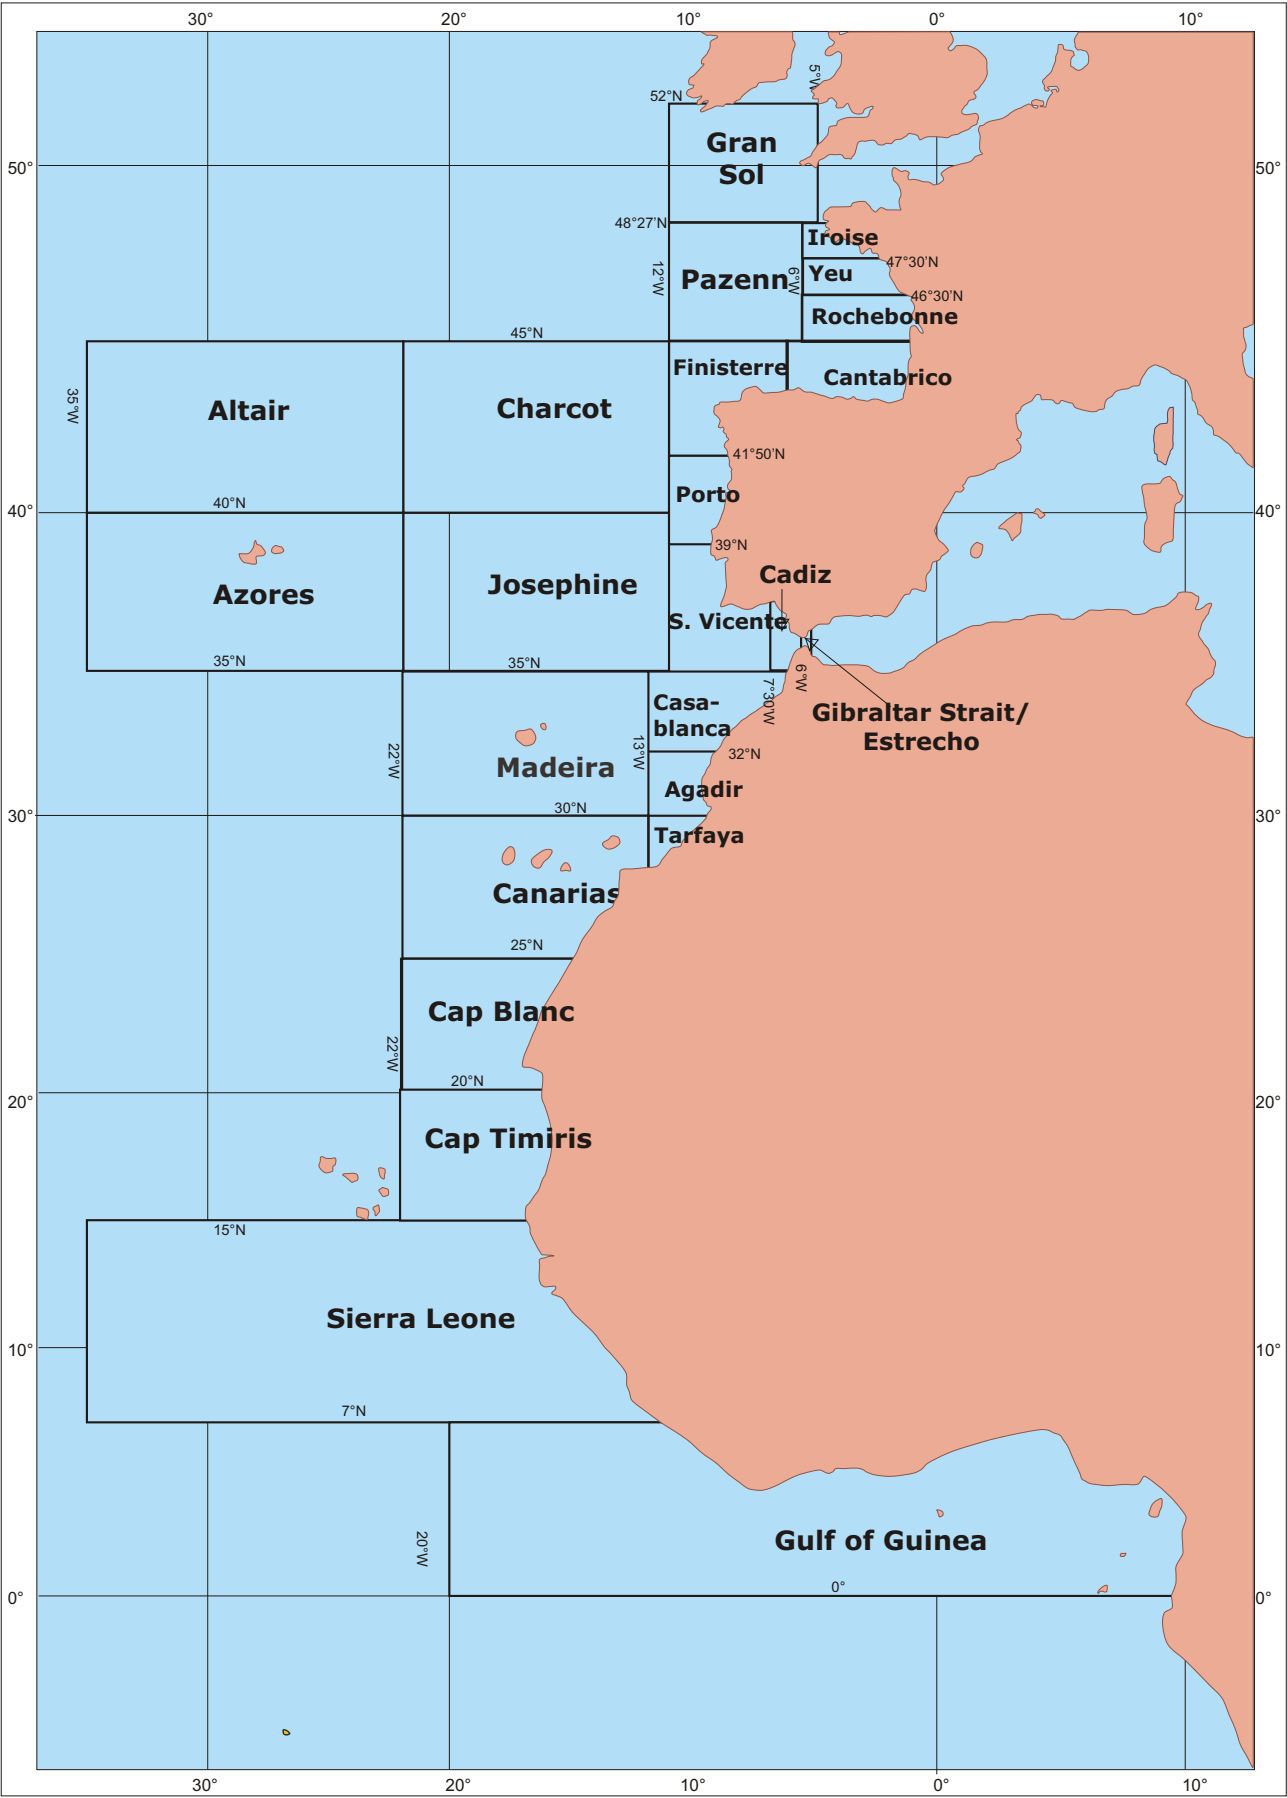 30°
20°
10°
0°
10°
5°W
52°N
Gran
Sol
50°
50°
48°27'N
Iroise
47°30'N
12°W
Pazenn
6°W
Yeu
46°30'N
Rochebonne
45°N
Finisterre
Cantabrico
35°W
Altair
Charcot
41°50'N
Porto
40°N
40°
40°
39°N
Cadiz
Azores
Josephine
S. Vicente
35°N
35°N
6°W
7°30'W
Casa-
blanca
Gibraltar Strait/
Estrecho
22°W
13°W
32°N
Madeira
Agadir
30°N
30°
30°
Tarfaya
Canarias
25°N
Cap Blanc
22°W
20°N
20°
20°
Cap Timiris
15°N
Sierra Leone
10°
10°
7°N
20°W
Gulf of Guinea
0°
0°
0°
30°
20°
10°
0°
10°